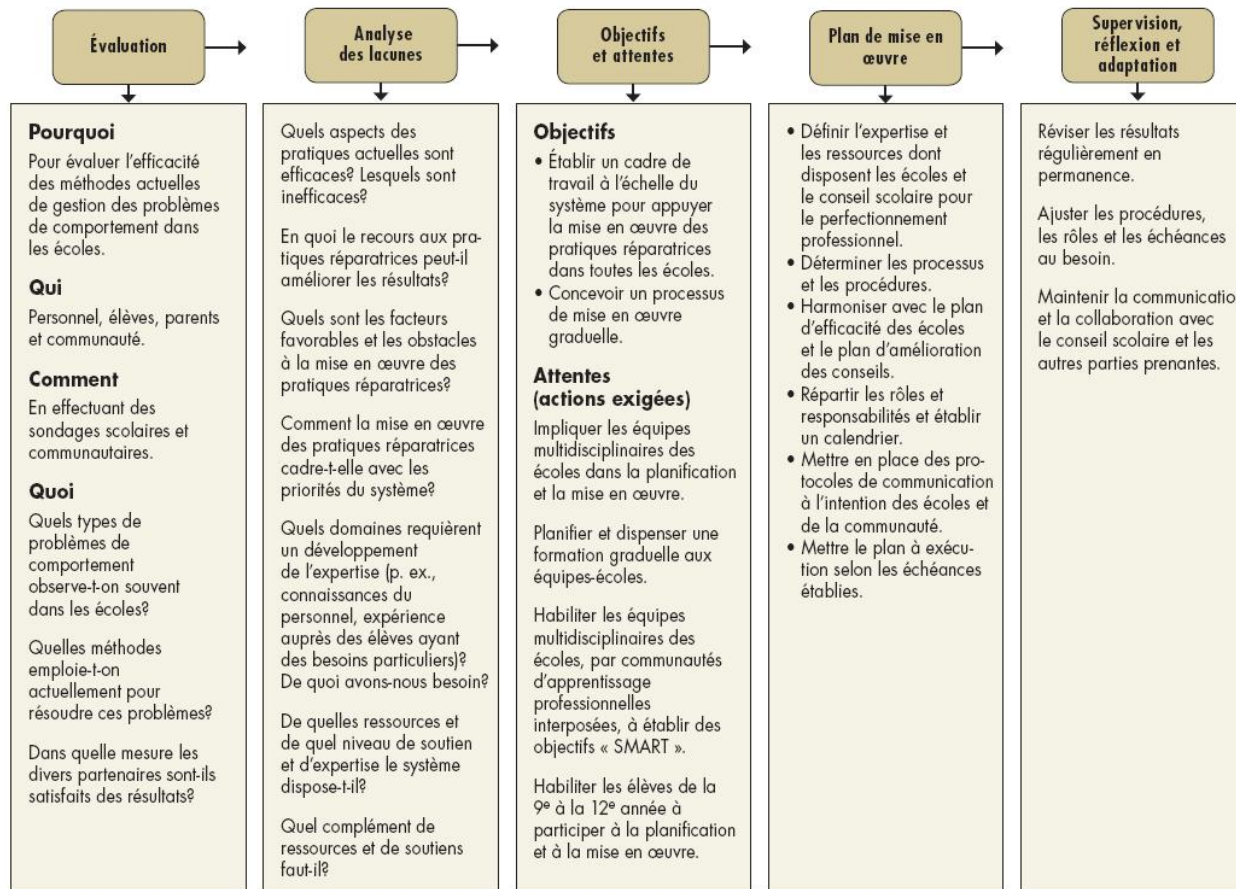 Évaluation
Analyse
des lacunes
Objectifs
et attentes
Plan de mise en
œuvre
Supervision,
réflexion et
adaptation
Pourquoi
Pour évaluer l'efficacité
des méthodes actuelles
de gestion des problèmes
de comportement dans
les écoles.
Qui
Personnel, élèves, parents
et communauté.
Comment
En effectuant des
sondages scolaires et
communautaires.
Quoi
Quels types de
problèmes de
comportement
observe-t-on souvent
dans les écoles?
Quelles méthodes
emploie-t-on
actuellement pour
résoudre ces problèmes?
Dans quelle mesure les
divers partenaires sont-ils
satisfaits des résultats?
Quels aspects des
pratiques actuelles sont
efficaces? Lesquels sont
inefficaces?
En quoi le recours aux pra-
tiques réparatrices peut-il
améliorer les résultats?
Quels sont les facteurs
favorables et les obstacles
à la mise en œuvre des
pratiques réparatrices?
Comment la mise en œuvre
des pratiques réparatrices
cadre-t-elle avec les
priorités du système?
Quels domaines requièrent
un développement
de l'expertise (p. ex.,
connaissances du
personnel, expérience
auprès des élèves ayant
des besoins particuliers)?
De quoi avons-nous besoin?
De quelles ressources et
de quel niveau de soutien
et d'expertise le système
dispose-t-il?
Quel complément de
ressources et de soutiens
faut-il?
Objectifs
• Établir un cadre de
travail à l'échelle du
système pour appuyer
la mise en œuvre des
pratiques réparatrices
dans toutes les écoles.
• Concevoir un processus
de mise en œuvre
graduelle.
Attentes
(actions exigées)
Impliquer les équipes
multidisciplinaires des
écoles dans la planification
et la mise en œuvre.
Planifier et dispenser une
formation graduelle aux
équipes-écoles.
Habiliter les équipes
multidisciplinaires des
écoles, par communautés
d'apprentissage
professionnelles
interposées, à établir des
objectifs « SMART ».
Habiliter les élèves de la
9e à la 12e année à
participer à la planification
et à la mise en œuvre.
• Définir l'expertise et
les ressources dont
disposent les écoles et
le conseil scolaire pour
le perfectionnement
professionnel.
• Déterminer les processus
et les procédures.
• Harmoniser avec le plan
d'efficacité des écoles
et le plan d'amélioration
des conseils.
• Répartir les rôles et
responsabilités et établir
un calendrier.
• Mettre en place des pro-
tocoles de communication
à l'intention des écoles et
de la communauté.
• Mettre le plan à exécu-
tion selon les échéances
établies.
Réviser les résultats
régulièrement en
permanence.
Ajuster les procédures,
les rôles et les échéances
au besoin.
Maintenir la communicatio
et la collaboration avec
le conseil scolaire et les
autres parties prenantes.